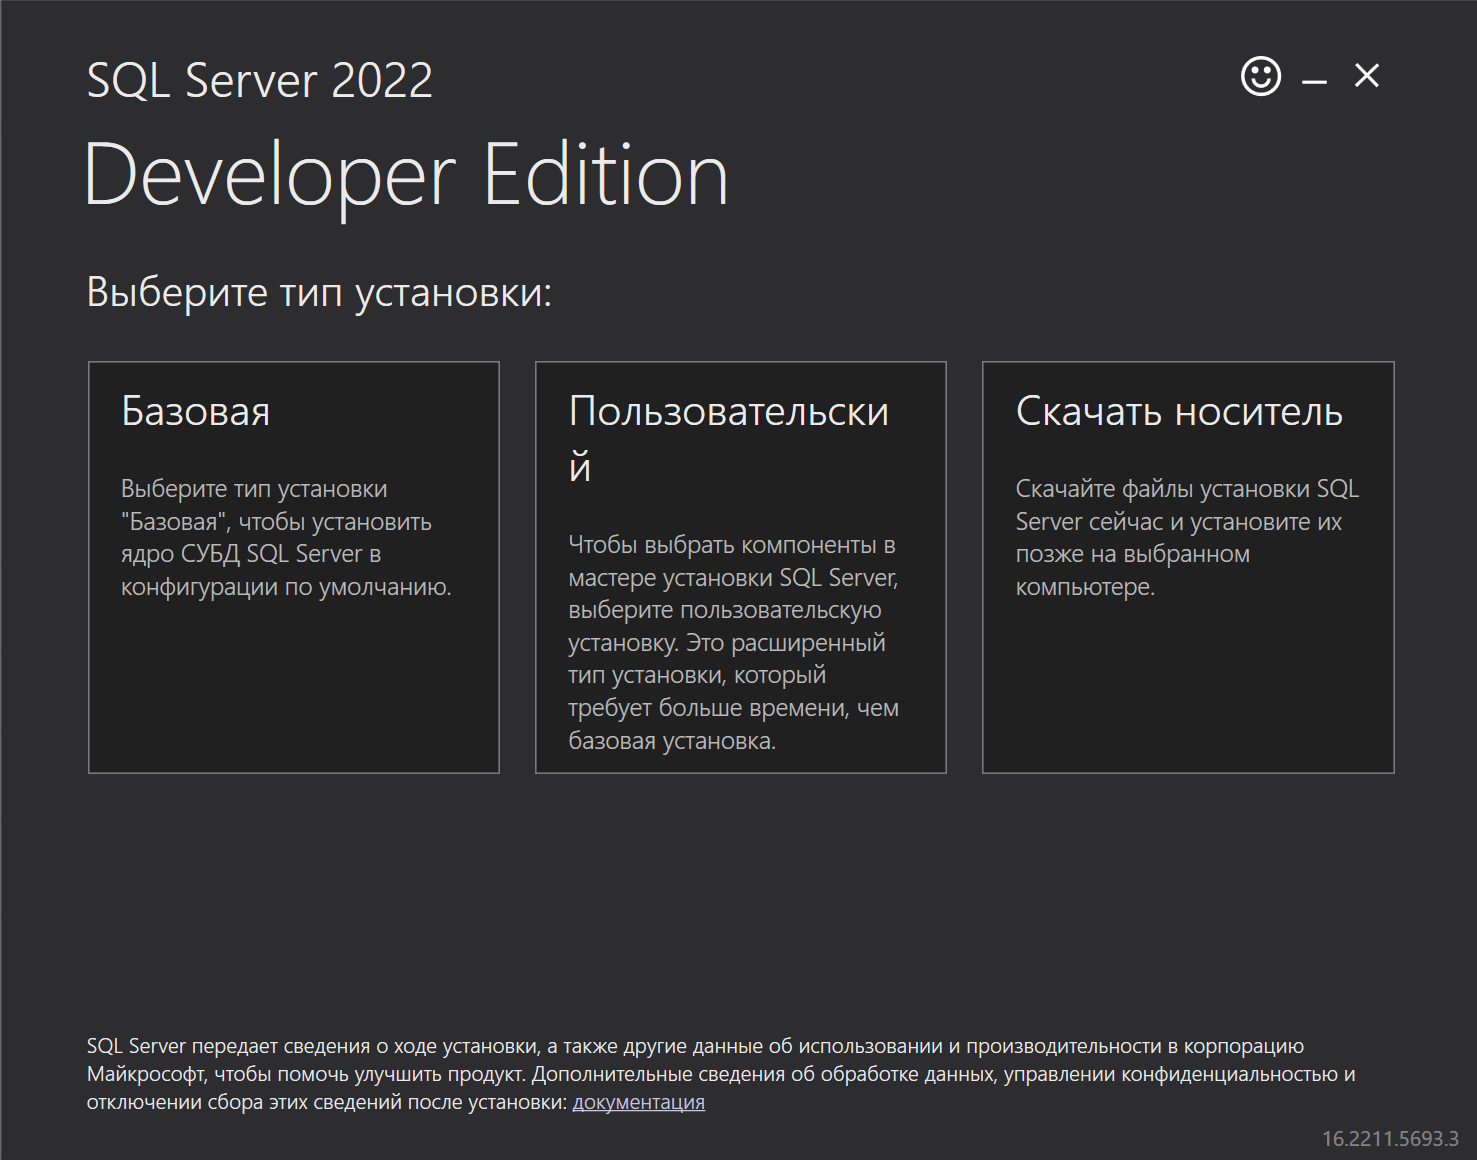 SQL Server 2022
Developer Edition
Выберите тип установки:
Базовая
Выберите тип установки
"Базовая", чтобы установить
ядро СУБД SQL Server в
конфигурации по умолчанию.
Пользовательски
й
Чтобы выбрать компоненты в
мастере установки SQL Server,
выберите пользовательскую
установку. Это расширенный
тип установки, который
требует больше времени, чем
базовая установка.
Скачать носитель
Скачайте файлы установки SQL
Server сейчас и установите их
позже на выбранном
компьютере.
SQL Server передает сведения о ходе установки, а также другие данные об использовании и производительности в корпорацию
Майкрософт, чтобы помочь улучшить продукт. Дополнительные сведения об обработке данных, управлении конфиденциальностью и
отключении сбора этих сведений после установки: документация
16.2211.5693.3